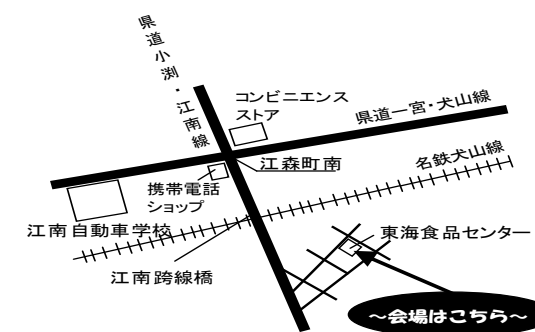 県道小渕・江南線
コンビニエンス
ストア
県道一宮・犬山線
江森町南
名鉄犬山線
携帯電話
ショップ
江南自動車学校
東海食品センター
江南跨線橋
～会場はこちら～